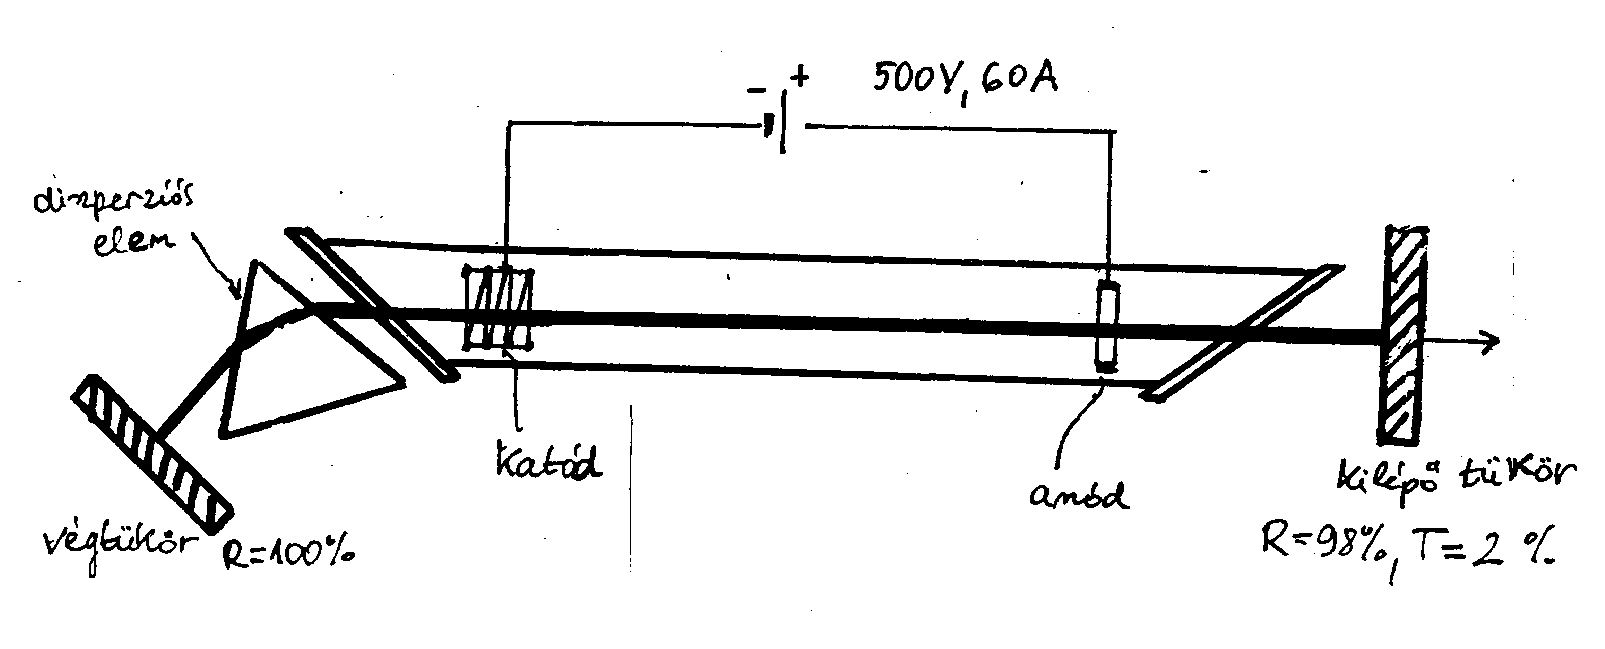 - + 500V, 60A
diszperziós
elem
katód
anód
kilépő tükör
végtükör R=100%
R=98%, T=2%